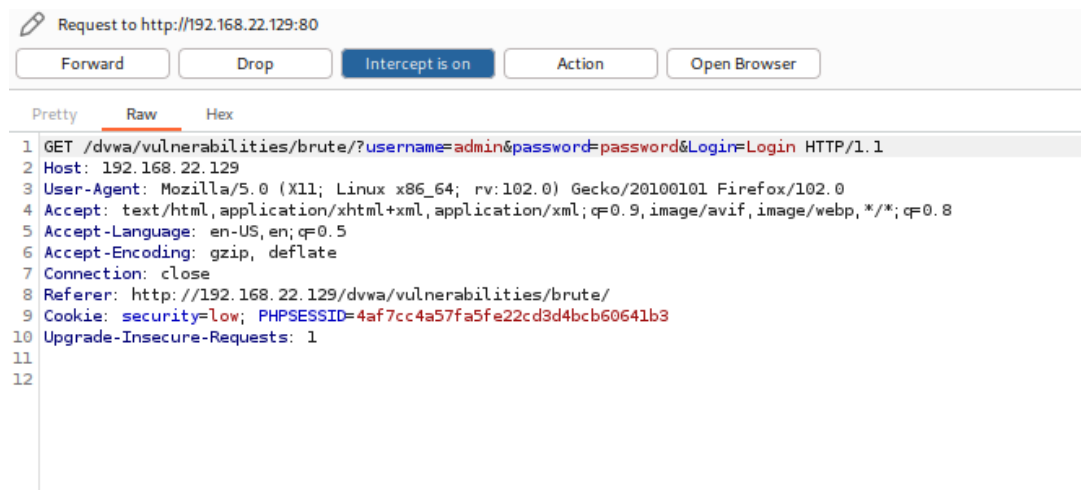 Request to http://192.168.22.129:80
Forward Drop Intercept is on Action Open Browser
Pretty Raw Hex
1 GET /dvwa/vulnerabilities/brute/?username=admin&password=password&Login=Login HTTP/1.1
2 Host: 192.168.22.129
3 User-Agent: Mozilla/5.0 (X11; Linux x86_64; rv:102.0) Gecko/20100101 Firefox/102.0
4 Accept: text/html,application/xhtml+xml,application/xml;q=0.9,image/avif,image/webp,*/*;q=0.8
5 Accept-Language: en-US,en;q=0.5
6 Accept-Encoding: gzip, deflate
7 Connection: close
8 Referer: http://192.168.22.129/dvwa/vulnerabilities/brute/
9 Cookie: security=low; PHPSESSID=4af7cc4a57fa5fe22cd3d4bcb60641b3
10 Upgrade-Insecure-Requests: 1
11
12